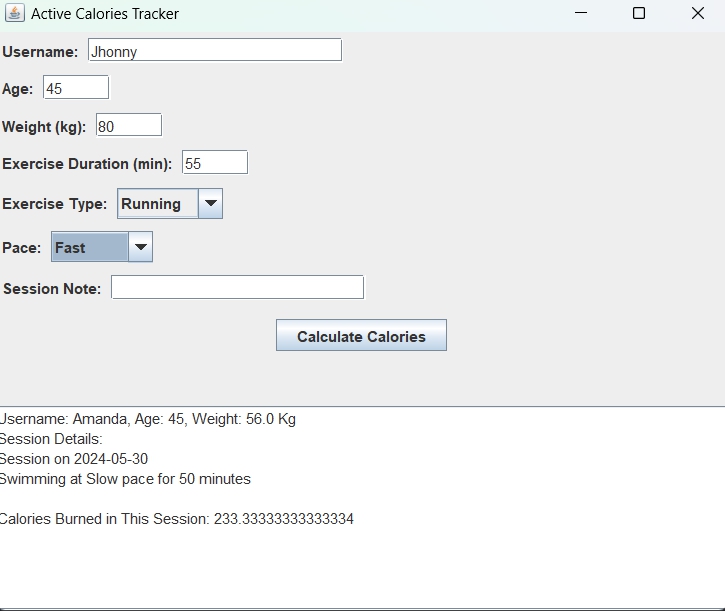 Active Calories Tracker
Username: Jhonny
Age: 45
Weight (kg): 80
Exercise Duration (min): 55
Exercise Type: Running
Pace: Fast
Session Note:
Calculate Calories
Username: Amanda, Age: 45, Weight: 56.0 Kg
Session Details:
Session on 2024-05-30
Swimming at Slow pace for 50 minutes
Calories Burned in This Session: 233.33333333333334